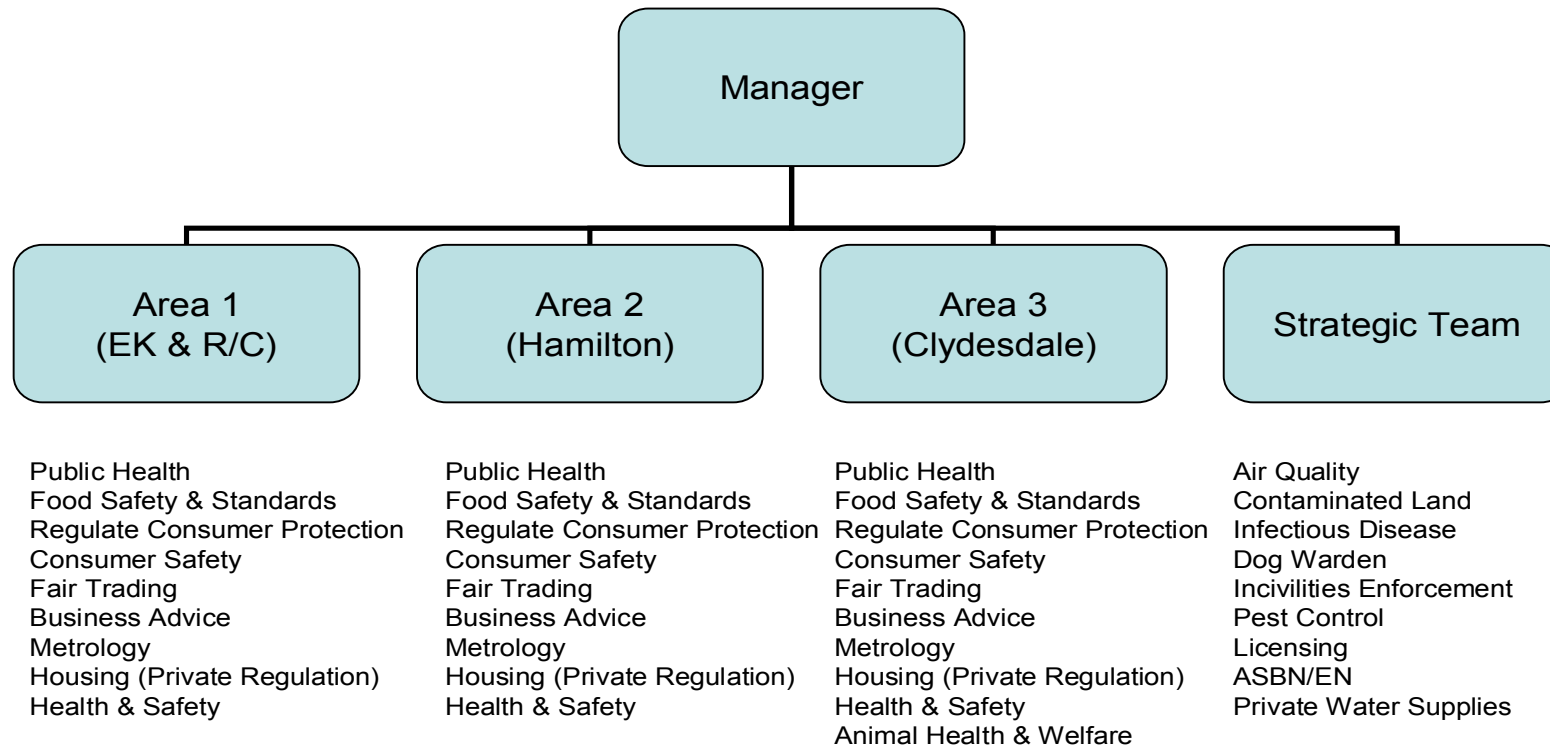 Manager
Area 1
(EK & R/C)
Area 2
(Hamilton)
Area 3
(Clydesdale)
Strategic Team
Public Health
Food Safety & Standards
Regulate Consumer Protection
Consumer Safety
Fair Trading
Business Advice
Metrology
Housing (Private Regulation)
Health & Safety
Public Health
Food Safety & Standards
Regulate Consumer Protection
Consumer Safety
Fair Trading
Business Advice
Metrology
Housing (Private Regulation)
Health & Safety
Public Health
Food Safety & Standards
Regulate Consumer Protection
Consumer Safety
Fair Trading
Business Advice
Metrology
Housing (Private Regulation)
Health & Safety
Animal Health & Welfare
Air Quality
Contaminated Land
Infectious Disease
Dog Warden
Incivilities Enforcement
Pest Control
Licensing
ASBN/EN
Private Water Supplies